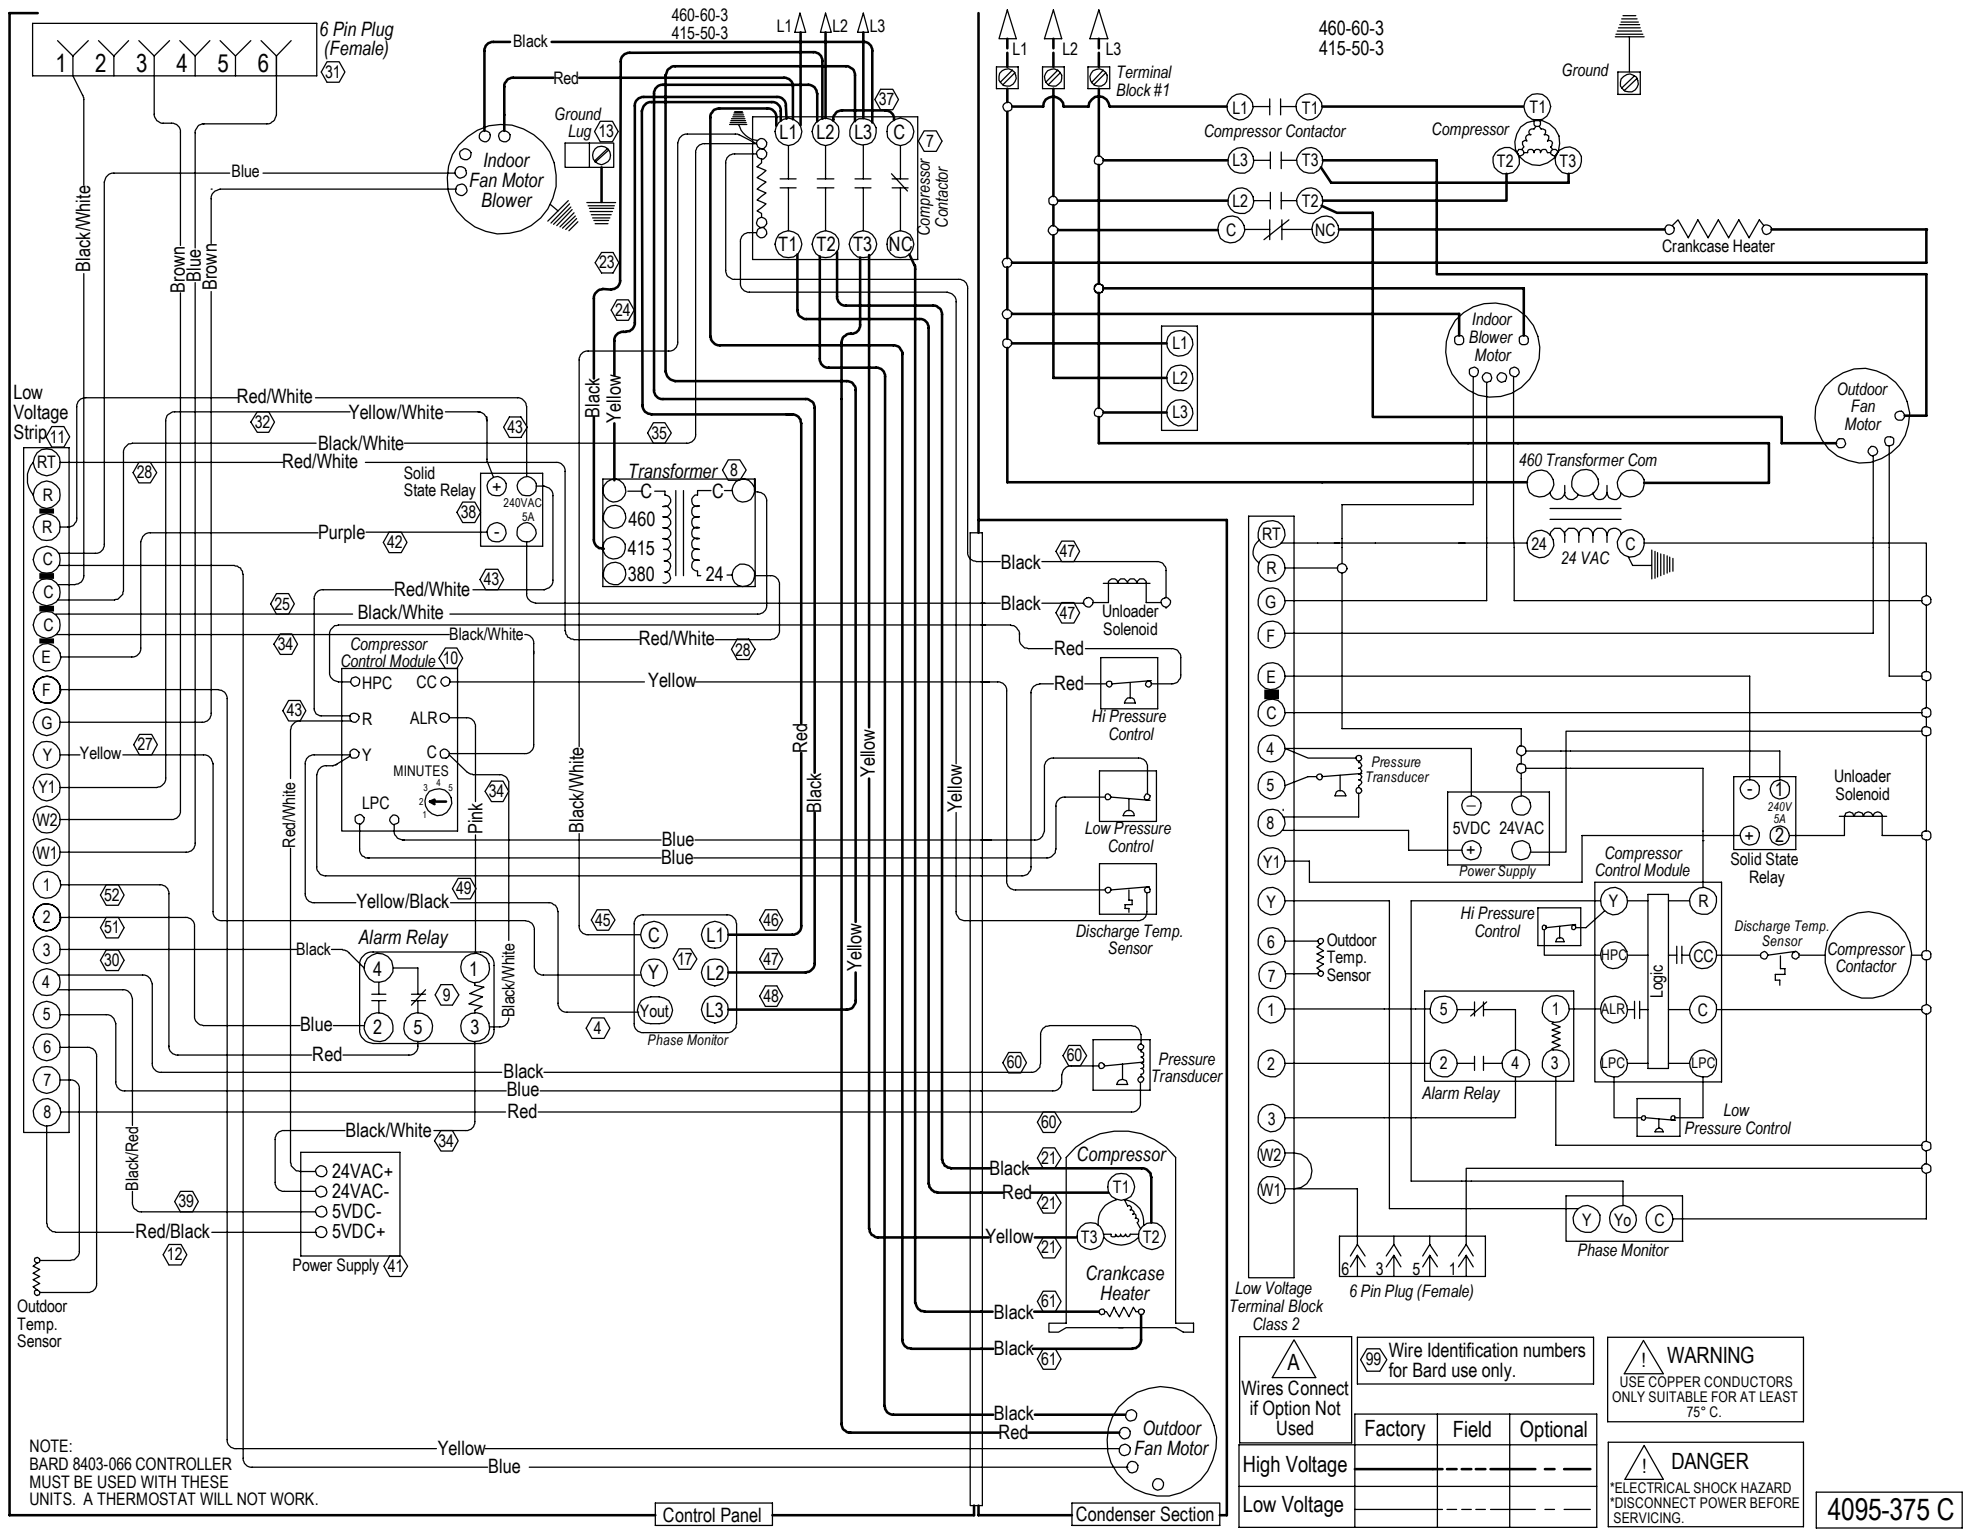 6 Pin Plug
(Female)
31
1 2 3 4 5 6
460-60-3
415-50-3
L1 L2 L3
Black
Red
Ground
Lug 13
37
L1 L2 L3 C
7
Compressor
Contactor
T1 T2 T3 NC
Indoor
Fan Motor
Blower
Blue
Black/White
Brown
Blue
Brown
23
24
Black
Yellow
Low
Voltage
Strip 11
RT
R
R
C
C
C
E
F
G
Y
Y1
W2
W1
1
2
3
4
5
6
7
8
Red/White
Yellow/White
32
43
Black/White
35
Red/White
28
Solid
State Relay
38
+
240VAC
5A
-
Purple
42
Transformer 8
C C
460
415
380 24
Red/White 43
25
Black/White
34
Black/White
Red/White
28
Compressor
Control Module 10
HPC CC
R ALR
Y C
MINUTES
1 2 3 4 5
LPC
43
Yellow
Yellow 27
Red/White
Pink
34
Black/White
Red
Black
Yellow
Yellow
Yellow
Blue
Blue
49
Yellow/Black
52
51
Black
30
Alarm Relay
4 1
9
2 5 3
Black/White
Blue
Red
45
46
C L1
17
Y L2
47
Yout L3
48
4
Phase Monitor
Black
Blue
Red
Black/White 34
Black/Red
39
Red/Black
12
24VAC+
24VAC-
5VDC-
5VDC+
Power Supply 41
Outdoor
Temp.
Sensor
NOTE:
BARD 8403-066 CONTROLLER
MUST BE USED WITH THESE
UNITS. A THERMOSTAT WILL NOT WORK.
Yellow
Blue
Control Panel
Black 47
Black 47
Unloader
Solenoid
Red
Red
Hi Pressure
Control
Low Pressure
Control
Discharge Temp.
Sensor
60 60
Pressure
Transducer
60
Compressor
Black 21
Red 21
Yellow 21
T1
T3 T2
Crankcase
Heater
Black 61
Black 61
Black
Red
Outdoor
Fan Motor
Condenser Section
L1 L2 L3
Terminal
Block #1
460-60-3
415-50-3
Ground
L1 T1
Compressor Contactor
Compressor
T1
T2 T3
L3 T3
L2 T2
C NC
Crankcase Heater
L1
L2
L3
Indoor
Blower
Motor
Outdoor
Fan
Motor
460 Transformer Com
24 C
24 VAC
RT
R
G
F
E
C
4
5
8
Y1
Y
6
7
1
2
3
W2
W1
Low Voltage
Terminal Block
Class 2
Pressure
Transducer
5VDC 24VAC
+
Power Supply
- 1
240V
5A
+ 2
Solid State
Relay
Unloader
Solenoid
Compressor
Control Module
Y R
HPC CC
Logic
ALR C
LPC LPC
Hi Pressure
Control
Discharge Temp.
Sensor
Compressor
Contactor
Outdoor
Temp.
Sensor
5 1
2 4 3
Alarm Relay
Low
Pressure Control
Y Yo C
Phase Monitor
6 3 5 1
6 Pin Plug (Female)
A
Wires Connect
if Option Not
Used
99 Wire Identification numbers
for Bard use only.
Factory Field Optional
High Voltage
Low Voltage
! WARNING
USE COPPER CONDUCTORS
ONLY SUITABLE FOR AT LEAST
75° C.
! DANGER
*ELECTRICAL SHOCK HAZARD
*DISCONNECT POWER BEFORE
SERVICING.
4095-375 C